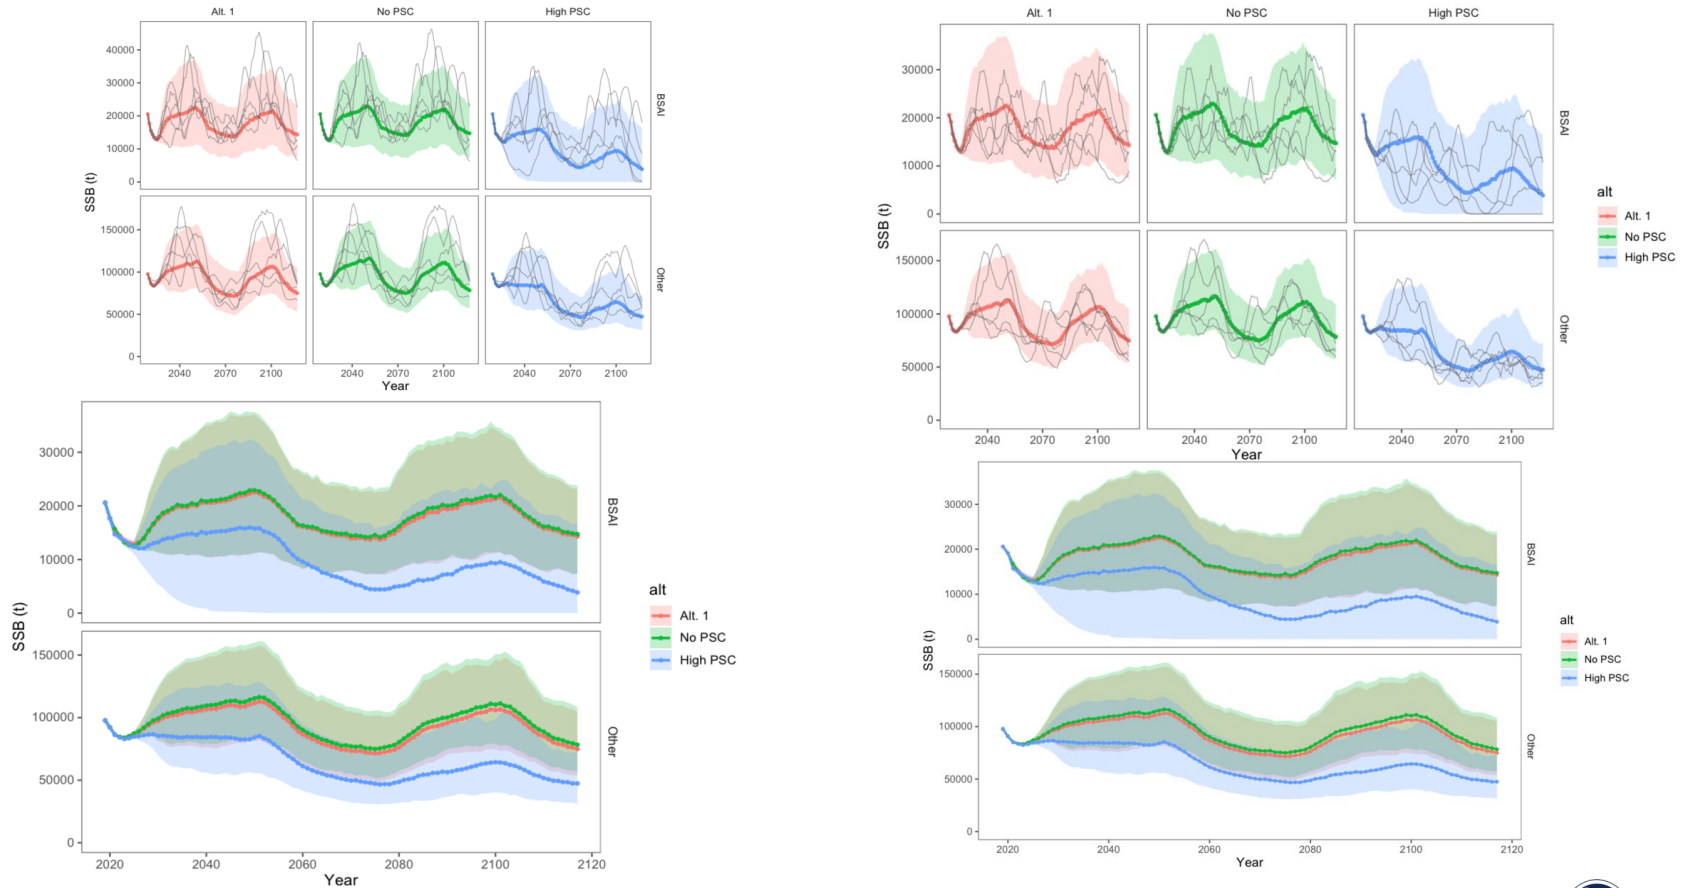 Alt. 1 No PSC High PSC
40000
30000
20000
10000
0
BSAI
SSB (t)
150000
100000
50000
0
Other
2040 2070 2100 2040 2070 2100 2040 2070 2100
Year
30000
20000
10000
0
BSAI
SSB (t)
150000
100000
50000
0
Other
2020 2040 2060 2080 2100 2120
Year
alt
Alt. 1
No PSC
High PSC
Alt. 1 No PSC High PSC
30000
20000
10000
0
BSAI
SSB (t)
150000
100000
50000
0
Other
2040 2070 2100 2040 2070 2100 2040 2070 2100
Year
alt
Alt. 1
No PSC
High PSC
30000
20000
10000
0
BSAI
SSB (t)
150000
100000
50000
0
Other
2020 2040 2060 2080 2100 2120
Year
alt
Alt. 1
No PSC
High PSC